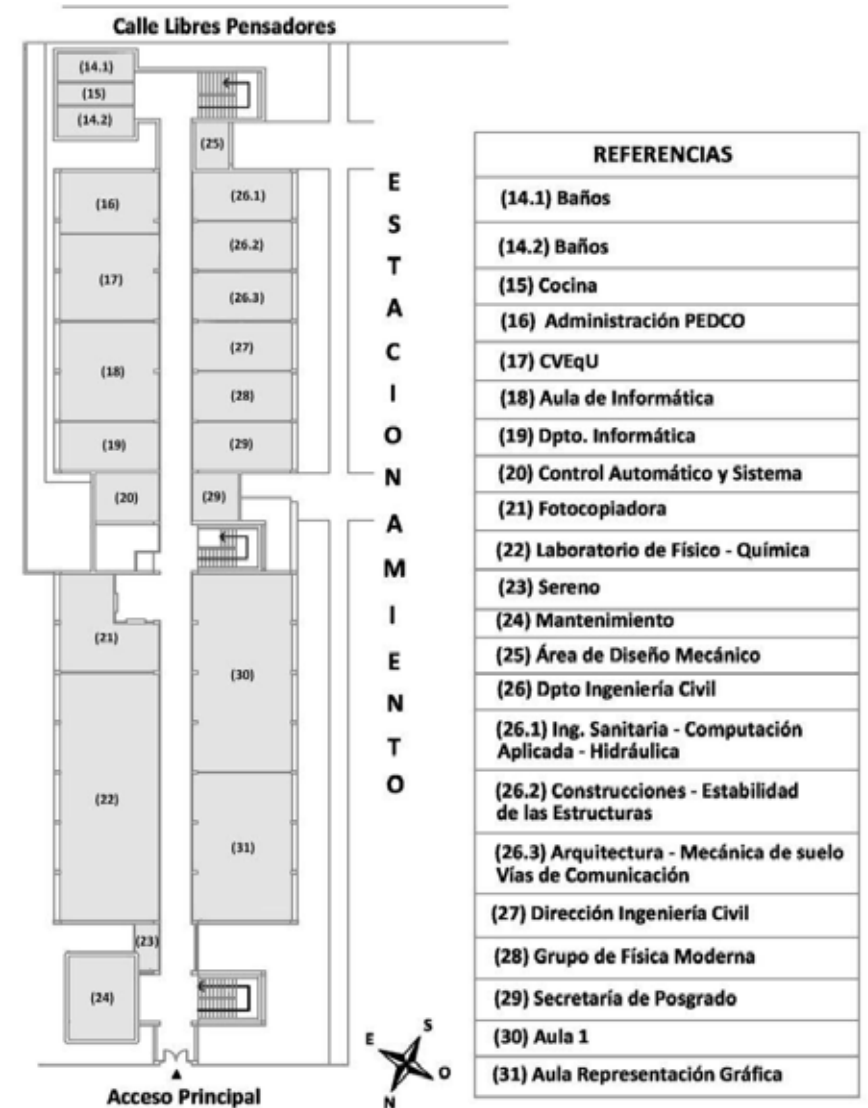 Calle Libres Pensadores
(14.1)
(15)
(14.2)
(25)
(16)
(26.1)
(26.2)
(17)
(26.3)
(27)
(18)
(28)
(19)
(29)
(20)
(29)
(21)
(30)
(22)
(31)
(23)
(24)
Acceso Principal
ESTACIONAMIENTO
E
S
O
N
REFERENCIAS
(14.1) Baños
(14.2) Baños
(15) Cocina
(16) Administración PEDCO
(17) CVEqU
(18) Aula de Informática
(19) Dpto. Informática
(20) Control Automático y Sistema
(21) Fotocopiadora
(22) Laboratorio de Físico - Química
(23) Sereno
(24) Mantenimiento
(25) Área de Diseño Mecánico
(26) Dpto Ingeniería Civil
(26.1) Ing. Sanitaria - Computación
Aplicada - Hidráulica
(26.2) Construcciones - Estabilidad
de las Estructuras
(26.3) Arquitectura - Mecánica de suelo
Vías de Comunicación
(27) Dirección Ingeniería Civil
(28) Grupo de Física Moderna
(29) Secretaría de Posgrado
(30) Aula 1
(31) Aula Representación Gráfica